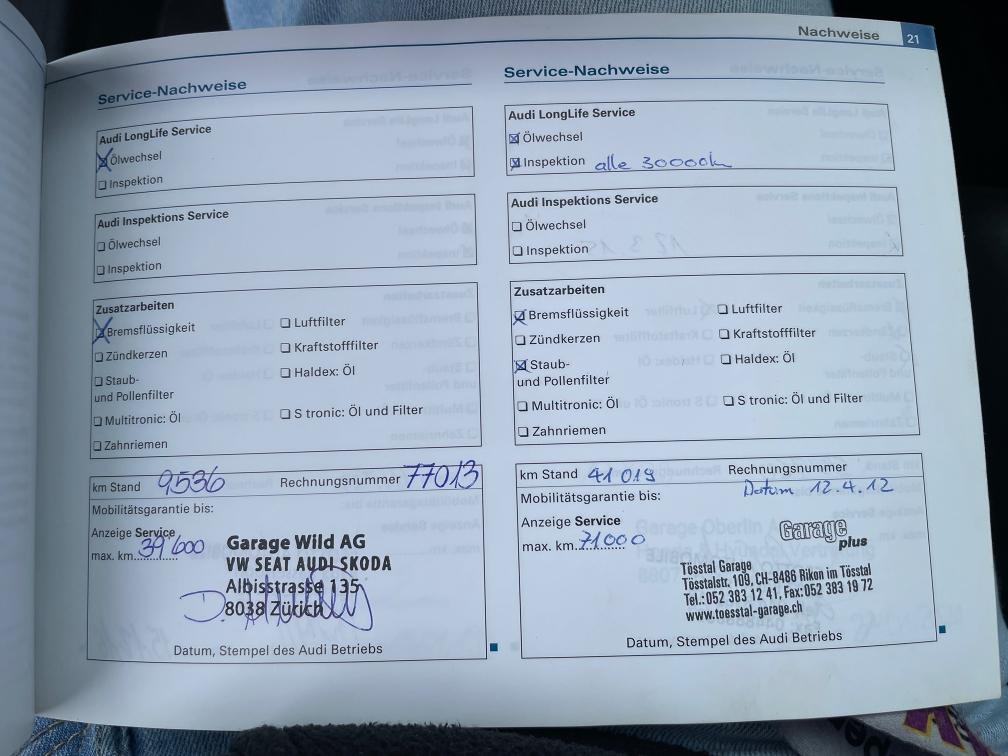 Nachweise 21
Service-Nachweise
Audi LongLife Service
Ölwechsel
Inspektion
Audi Inspektions Service
Ölwechsel
Inspektion
Zusatzarbeiten
Bremsflüssigkeit
Luftfilter
Zündkerzen
Kraftstofffilter
Staub-
und Pollenfilter
Haldex: Öl
Multitronic: Öl
S tronic: Öl und Filter
Zahnriemen
km Stand 9536 Rechnungsnummer 77013
Mobilitätsgarantie bis:
Anzeige Service
max. km 39'600
Garage Wild AG
VW SEAT AUDI SKODA
Albisstrasse 135
8038 Zürich
Datum, Stempel des Audi Betriebs
Service-Nachweise
Audi LongLife Service
Ölwechsel
Inspektion alle 30000km
Audi Inspektions Service
Ölwechsel
Inspektion
Zusatzarbeiten
Bremsflüssigkeit
Luftfilter
Zündkerzen
Kraftstofffilter
Staub-
und Pollenfilter
Haldex: Öl
Multitronic: Öl
S tronic: Öl und Filter
Zahnriemen
km Stand 41019 Rechnungsnummer
Datum 12.4.12
Mobilitätsgarantie bis:
Anzeige Service
max. km 71000
Garage
plus
Tösstal Garage
Tösstalstr. 109, CH-8486 Rikon im Tösstal
Tel.: 052 383 12 41, Fax: 052 383 19 72
www.toesstal-garage.ch
Datum, Stempel des Audi Betriebs